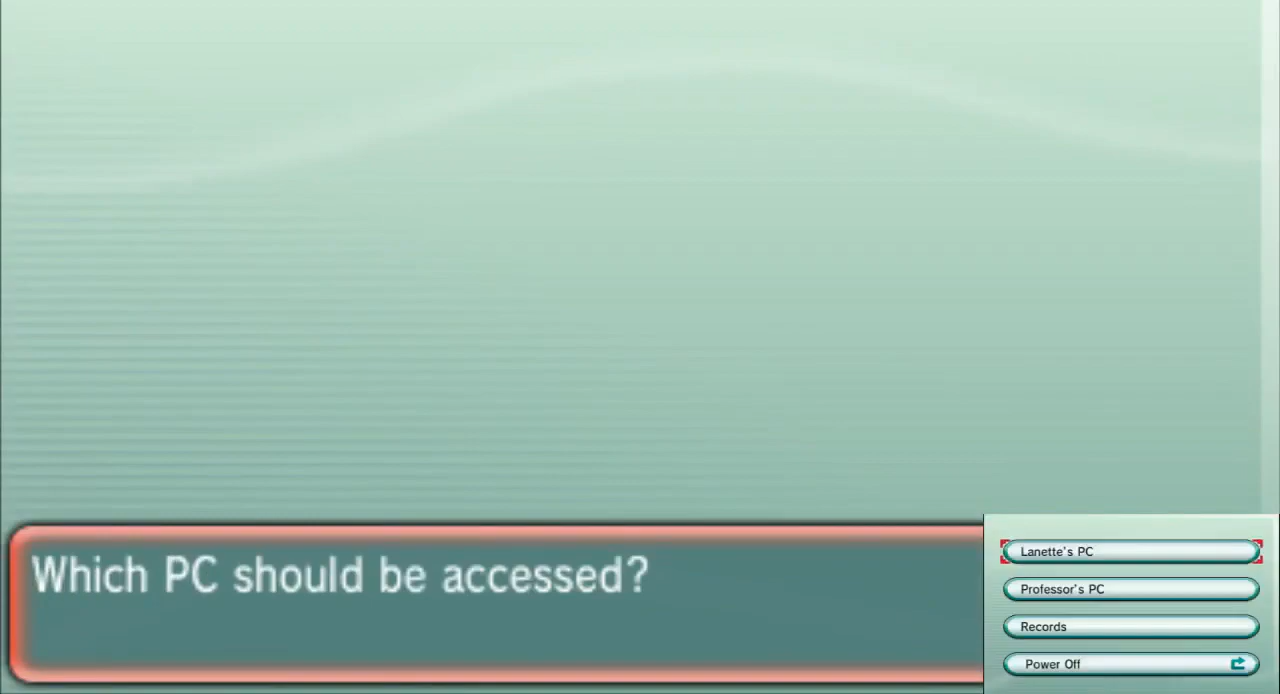 Which PC should be accessed?
Lanette's PC
Professor's PC
Records
Power Off